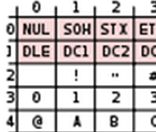 0 1 2
0 NUL SOH STX ET
1 DLE DC1 DC2 DC
2 ! " #
3 0 1 2 3
4 @ A B C